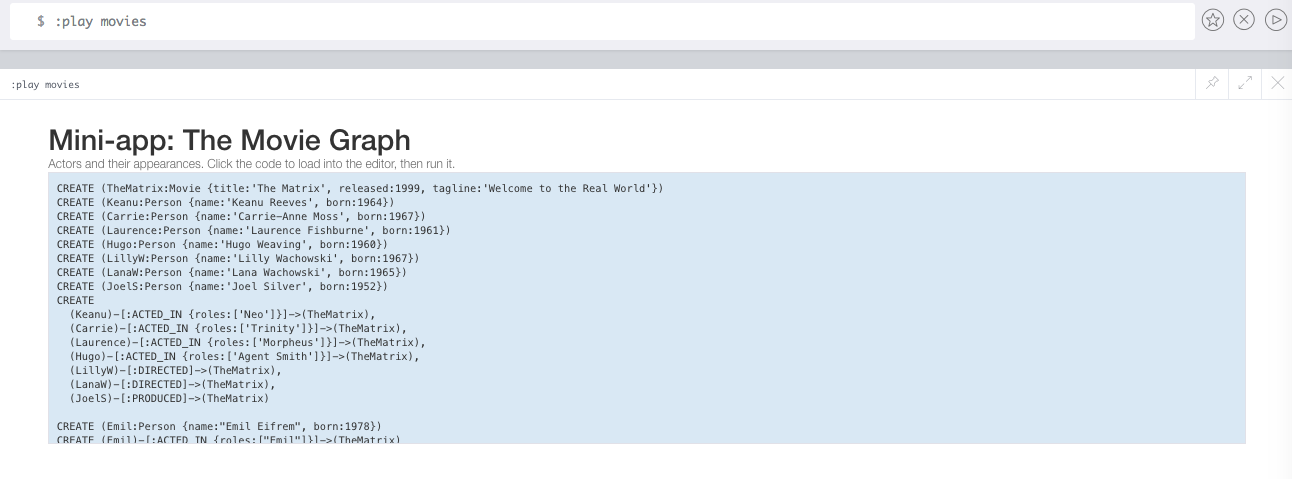 $ :play movies
:play movies
Mini-app: The Movie Graph
Actors and their appearances. Click the code to load into the editor, then run it.
CREATE (TheMatrix:Movie {title:'The Matrix', released:1999, tagline:'Welcome to the Real World'})
CREATE (Keanu:Person {name:'Keanu Reeves', born:1964})
CREATE (Carrie:Person {name:'Carrie-Anne Moss', born:1967})
CREATE (Laurence:Person {name:'Laurence Fishburne', born:1961})
CREATE (Hugo:Person {name:'Hugo Weaving', born:1960})
CREATE (LillyW:Person {name:'Lilly Wachowski', born:1967})
CREATE (LanaW:Person {name:'Lana Wachowski', born:1965})
CREATE (JoelS:Person {name:'Joel Silver', born:1952})
CREATE
  (Keanu)-[:ACTED_IN {roles:['Neo']}]->(TheMatrix),
  (Carrie)-[:ACTED_IN {roles:['Trinity']}]->(TheMatrix),
  (Laurence)-[:ACTED_IN {roles:['Morpheus']}]->(TheMatrix),
  (Hugo)-[:ACTED_IN {roles:['Agent Smith']}]->(TheMatrix),
  (LillyW)-[:DIRECTED]->(TheMatrix),
  (LanaW)-[:DIRECTED]->(TheMatrix),
  (JoelS)-[:PRODUCED]->(TheMatrix)

CREATE (Emil:Person {name:"Emil Eifrem", born:1978})
CREATE (Emil)-[:ACTED_IN {roles:["Emil"]}]->(TheMatrix)